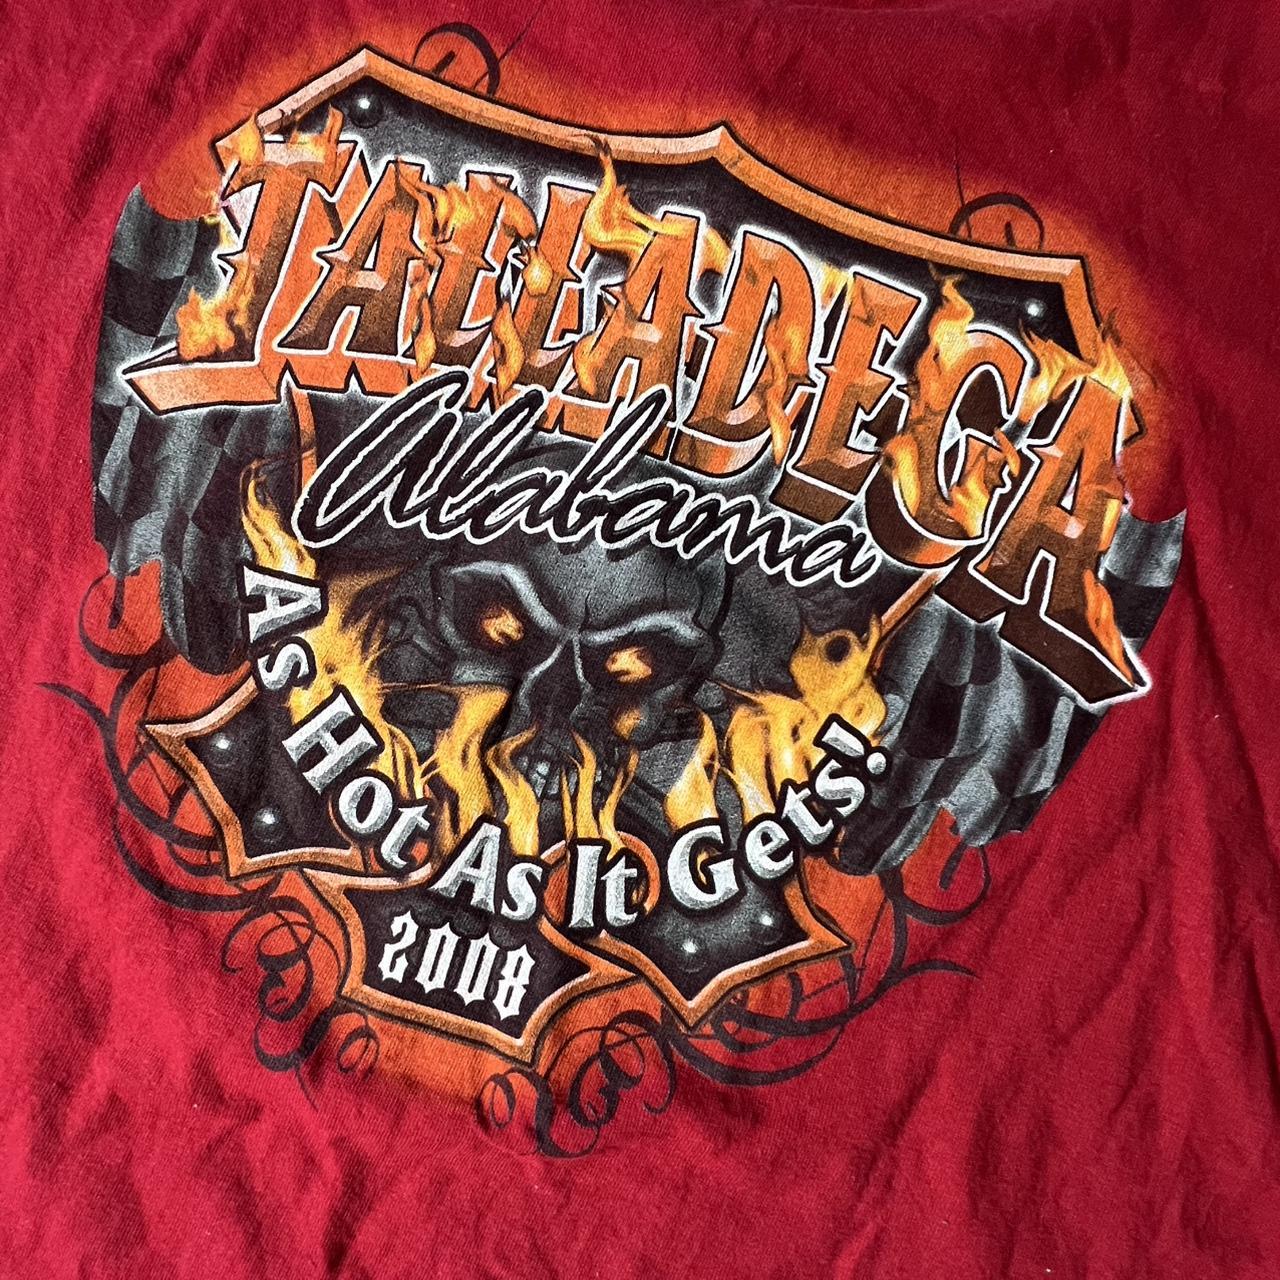 TALLADEGA
Alabama
As Hot As It Gets!
2008